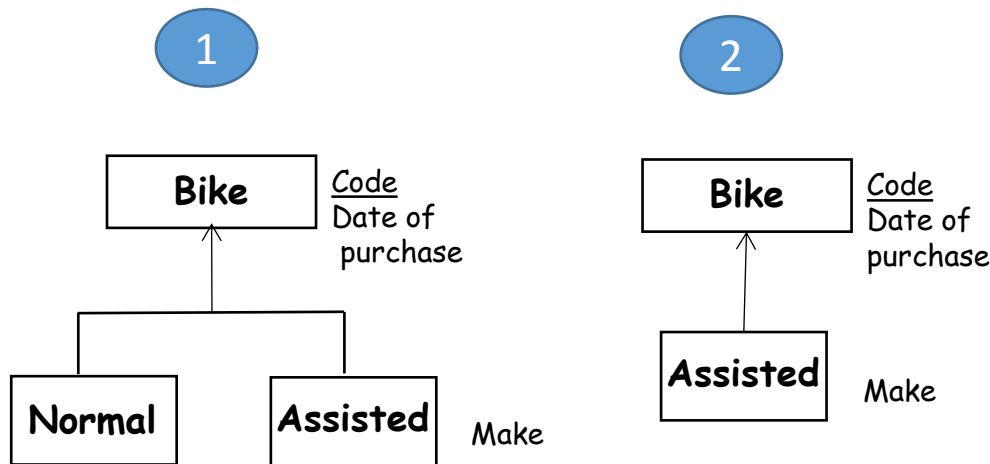 1
Bike
Code
Date of
purchase
Normal
Assisted
Make
2
Bike
Code
Date of
purchase
Assisted
Make